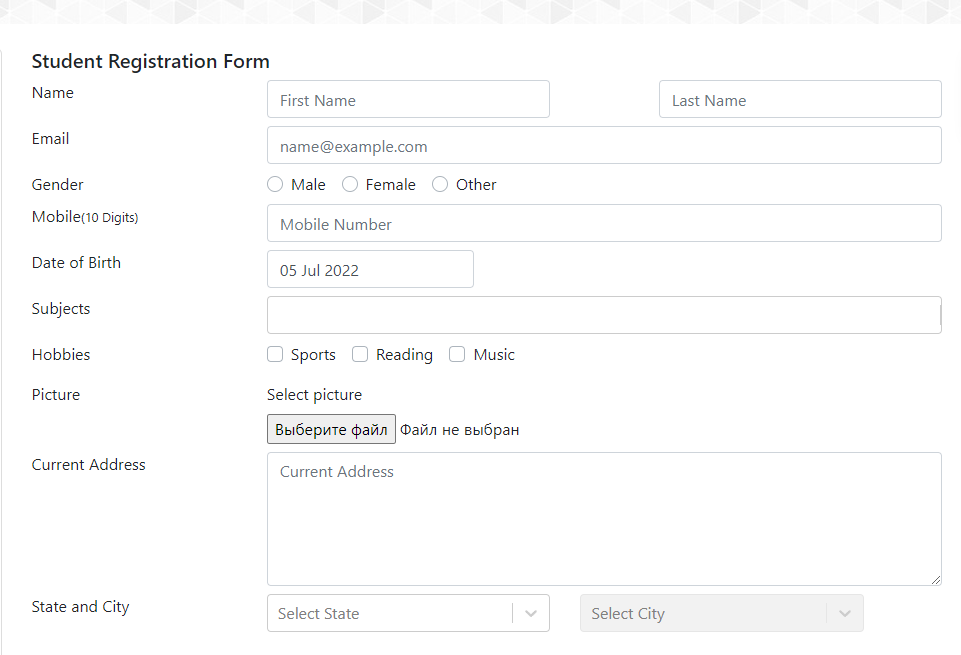 Student Registration Form
Name First Name Last Name
Email name@example.com
Gender Male Female Other
Mobile(10 Digits) Mobile Number
Date of Birth 05 Jul 2022
Subjects
Hobbies Sports Reading Music
Picture Select picture
Выберите файл Файл не выбран
Current Address Current Address
State and City Select State Select City